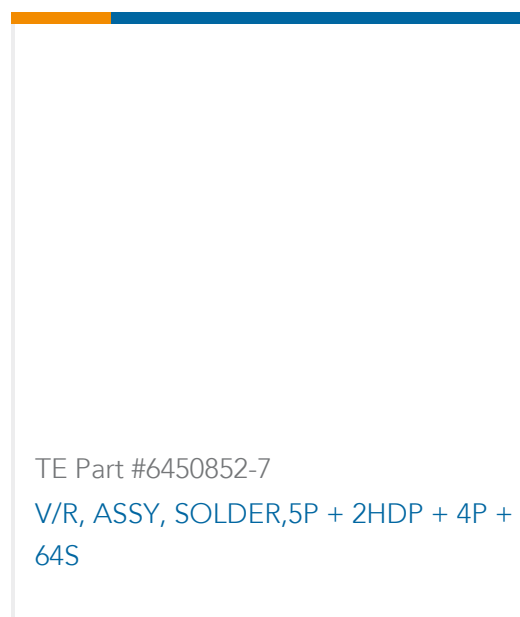 TE Part #6450852-7
V/R, ASSY, SOLDER,5P + 2HDP + 4P +
64S